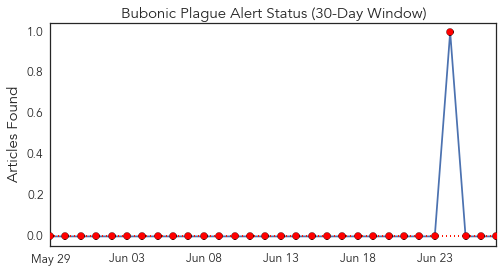 Bubonic Plague Alert Status (30-Day Window)
Articles Found
1.0
0.8
0.6
0.4
0.2
0.0
May 29 Jun 03 Jun 08 Jun 13 Jun 18 Jun 23